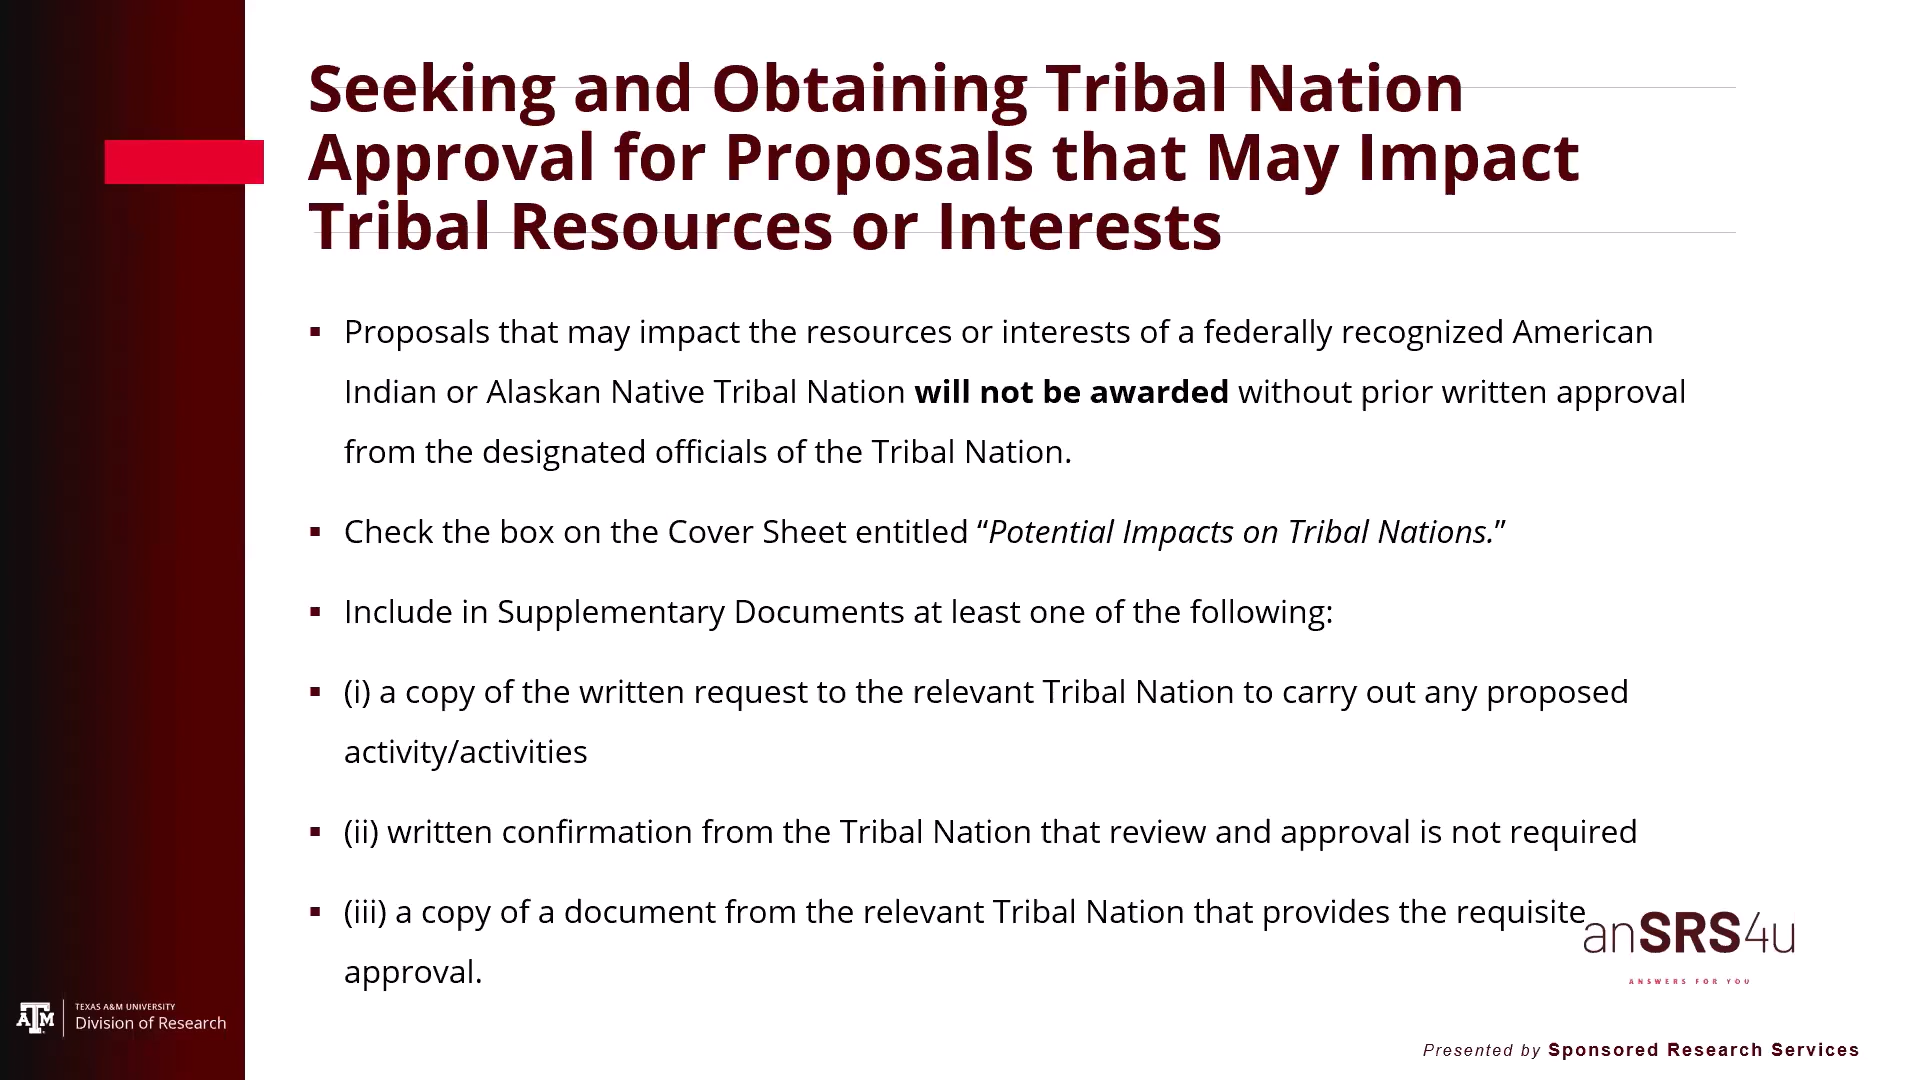 Seeking and Obtaining Tribal Nation
Approval for Proposals that May Impact
Tribal Resources or Interests
▪ Proposals that may impact the resources or interests of a federally recognized American
Indian or Alaskan Native Tribal Nation will not be awarded without prior written approval
from the designated officials of the Tribal Nation.
▪ Check the box on the Cover Sheet entitled “Potential Impacts on Tribal Nations.”
▪ Include in Supplementary Documents at least one of the following:
▪ (i) a copy of the written request to the relevant Tribal Nation to carry out any proposed
activity/activities
▪ (ii) written confirmation from the Tribal Nation that review and approval is not required
▪ (iii) a copy of a document from the relevant Tribal Nation that provides the requisite
approval.
anSRS4u
ANSWERS FOR YOU
ATM
TEXAS A&M UNIVERSITY
Division of Research
Presented by Sponsored Research Services